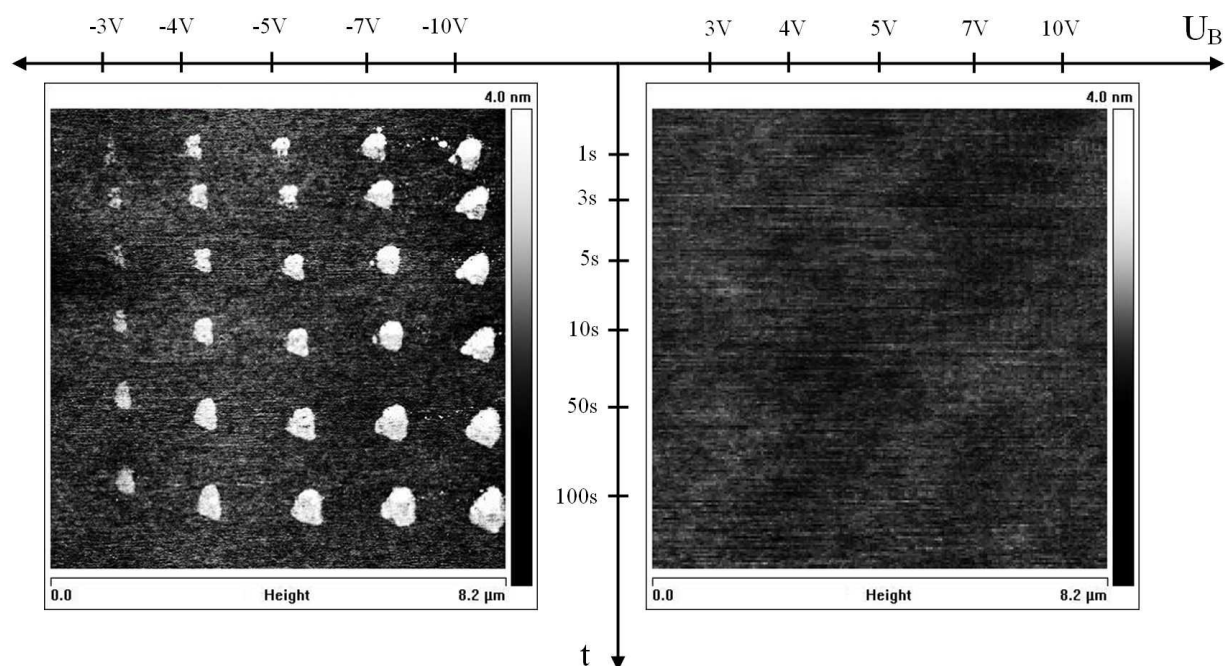 -3V -4V -5V -7V -10V 3V 4V 5V 7V 10V U_B
4.0 nm 4.0 nm
1s
3s
5s
10s
50s
100s
0.0 Height 8.2 µm 0.0 Height 8.2 µm
t